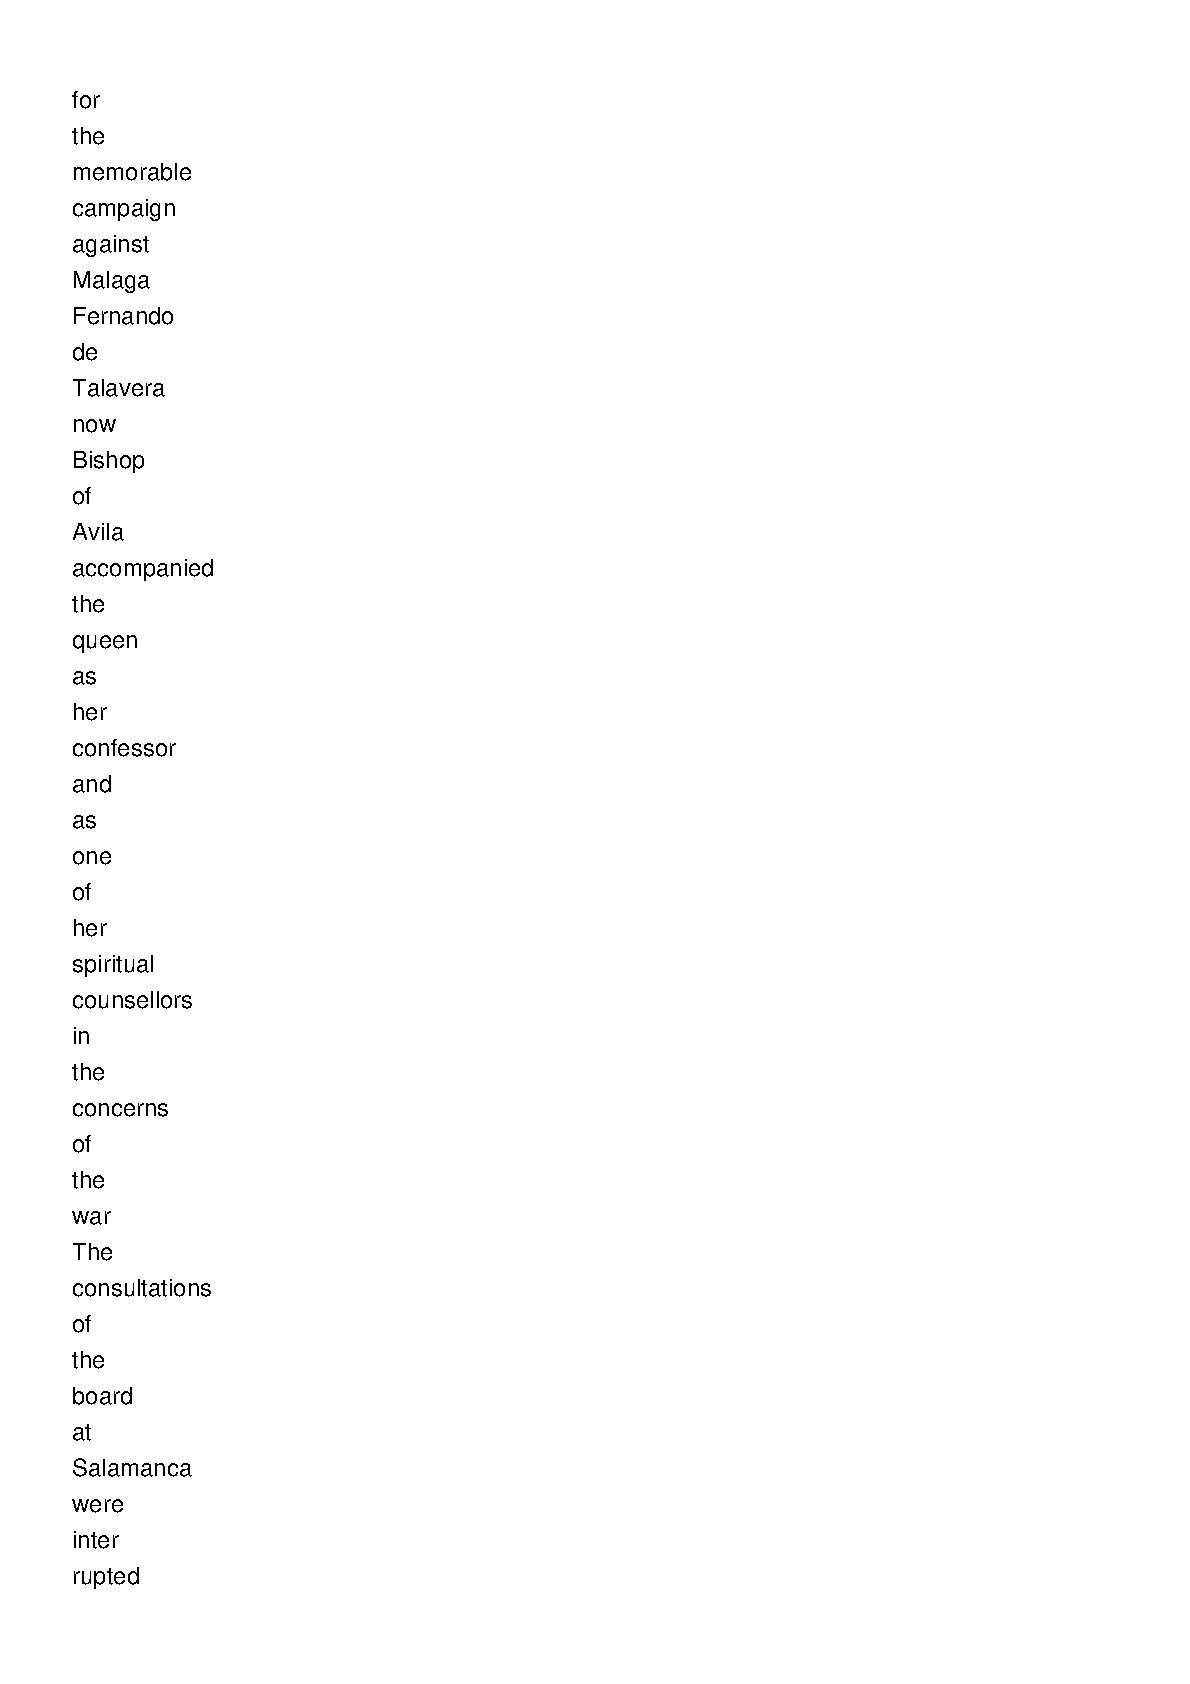 for
the
memorable
campaign
against
Malaga
Fernando
de
Talavera
now
Bishop
of
Avila
accompanied
the
queen
as
her
confessor
and
as
one
of
her
spiritual
counsellors
in
the
concerns
of
the
war
The
consultations
of
the
board
at
Salamanca
were
inter
rupted